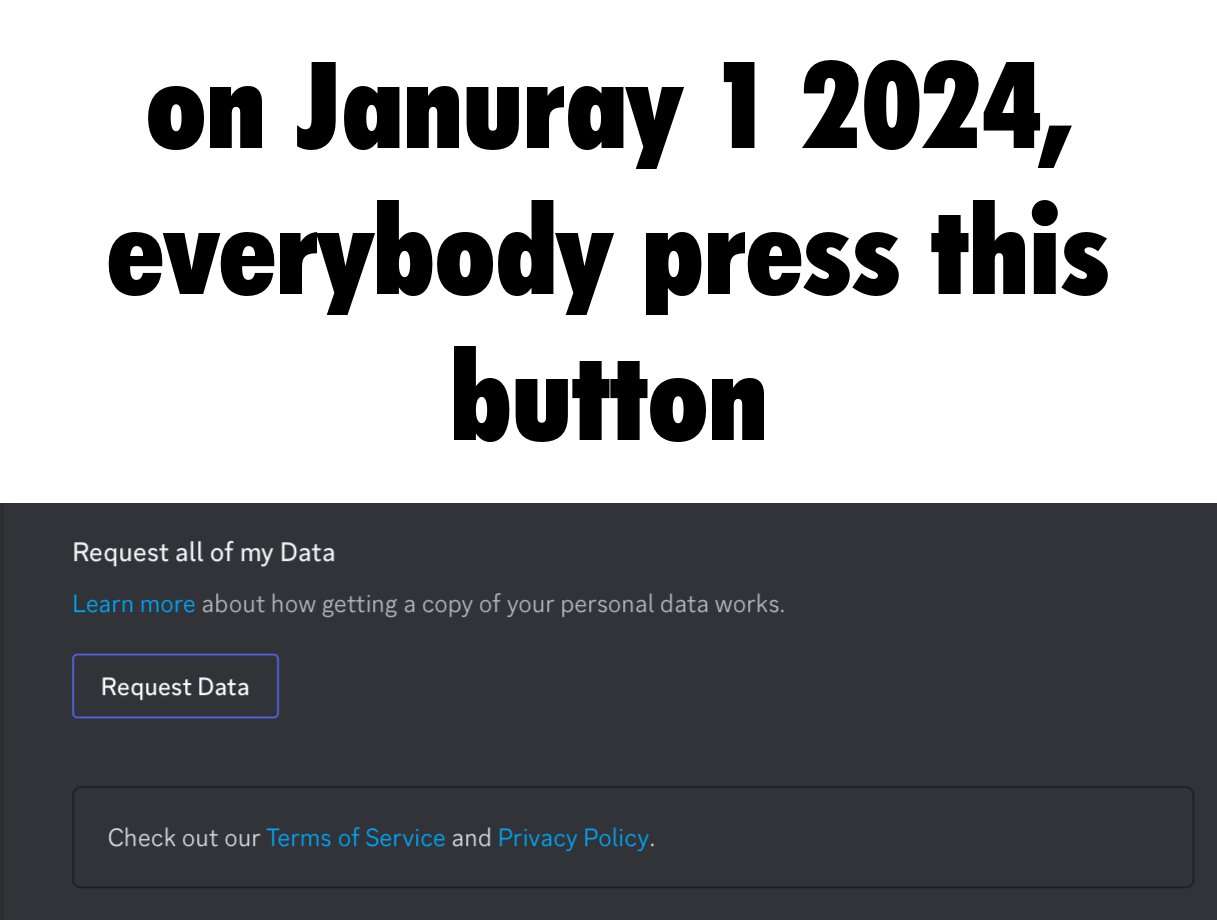 on Januray 1 2024,
everybody press this
button
Request all of my Data
Learn more about how getting a copy of your personal data works.
Request Data
Check out our Terms of Service and Privacy Policy.